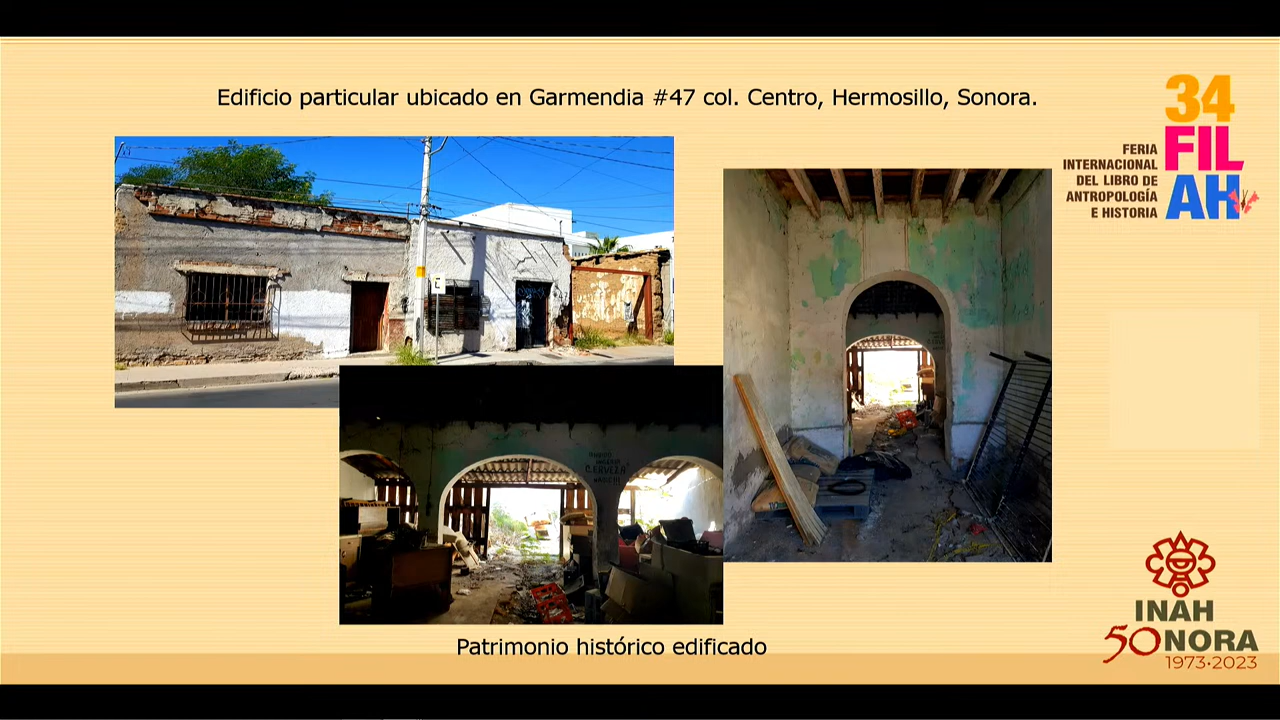 Edificio particular ubicado en Garmendia #47 col. Centro, Hermosillo, Sonora.
34
FIL
AH
FERIA
INTERNACIONAL
DEL LIBRO DE
ANTROPOLOGÍA
E HISTORIA
E
CERVEZA
Patrimonio histórico edificado
INAH
50NORA
1973·2023